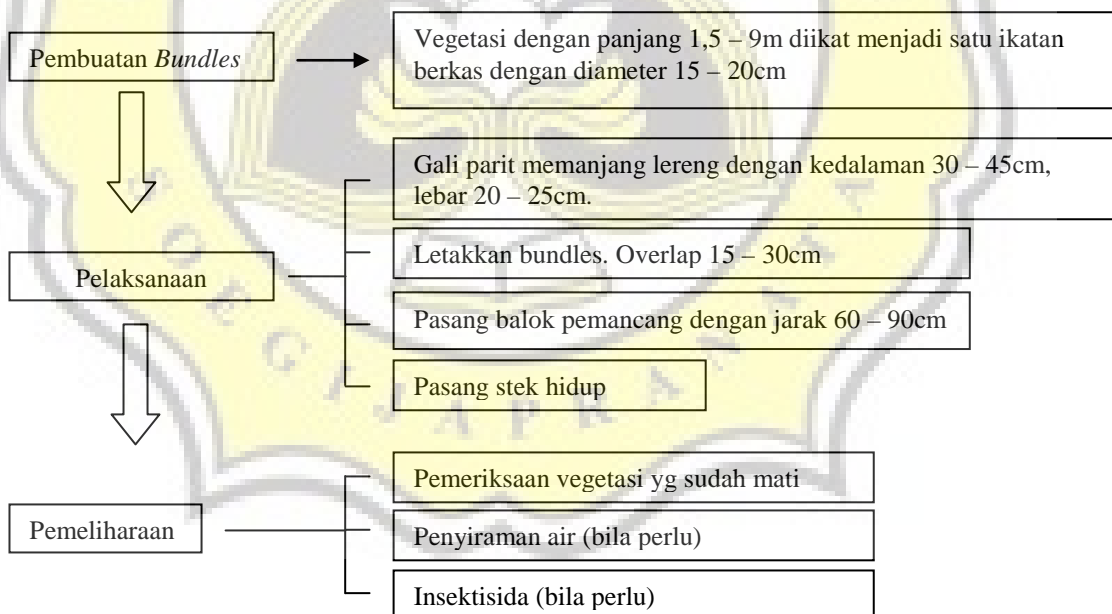 Vegetasi dengan panjang 1,5 – 9m diikat menjadi satu ikatan
berkas dengan diameter 15 – 20cm
Pembuatan Bundles
Gali parit memanjang lereng dengan kedalaman 30 – 45cm,
lebar 20 – 25cm.
Letakkan bundles. Overlap 15 – 30cm
Pelaksanaan
Pasang balok pemancang dengan jarak 60 – 90cm
Pasang stek hidup
Pemeriksaan vegetasi yg sudah mati
Pemeliharaan
Penyiraman air (bila perlu)
Insektisida (bila perlu)
SOEGIJAPRANATA